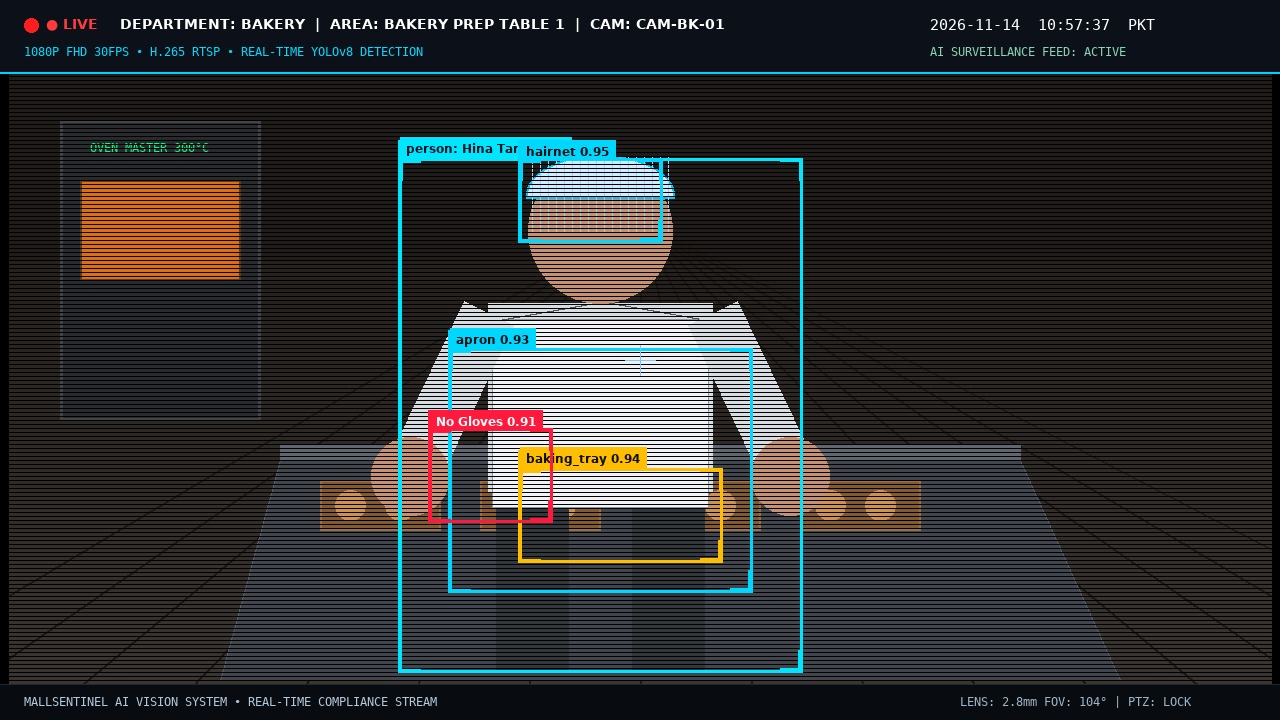 ● LIVE
DEPARTMENT: BAKERY | AREA: BAKERY PREP TABLE 1 | CAM: CAM-BK-01
2026-11-14 10:57:37 PKT
1080P FHD 30FPS • H.265 RTSP • REAL-TIME YOLOv8 DETECTION
AI SURVEILLANCE FEED: ACTIVE
OVEN MASTER 300°C
person: Hina
hairnet 0.95
apron 0.93
No Gloves 0.91
baking_tray 0.94
MALLSENTINEL AI VISION SYSTEM • REAL-TIME COMPLIANCE STREAM
LENS: 2.8mm FOV: 104° | PTZ: LOCK